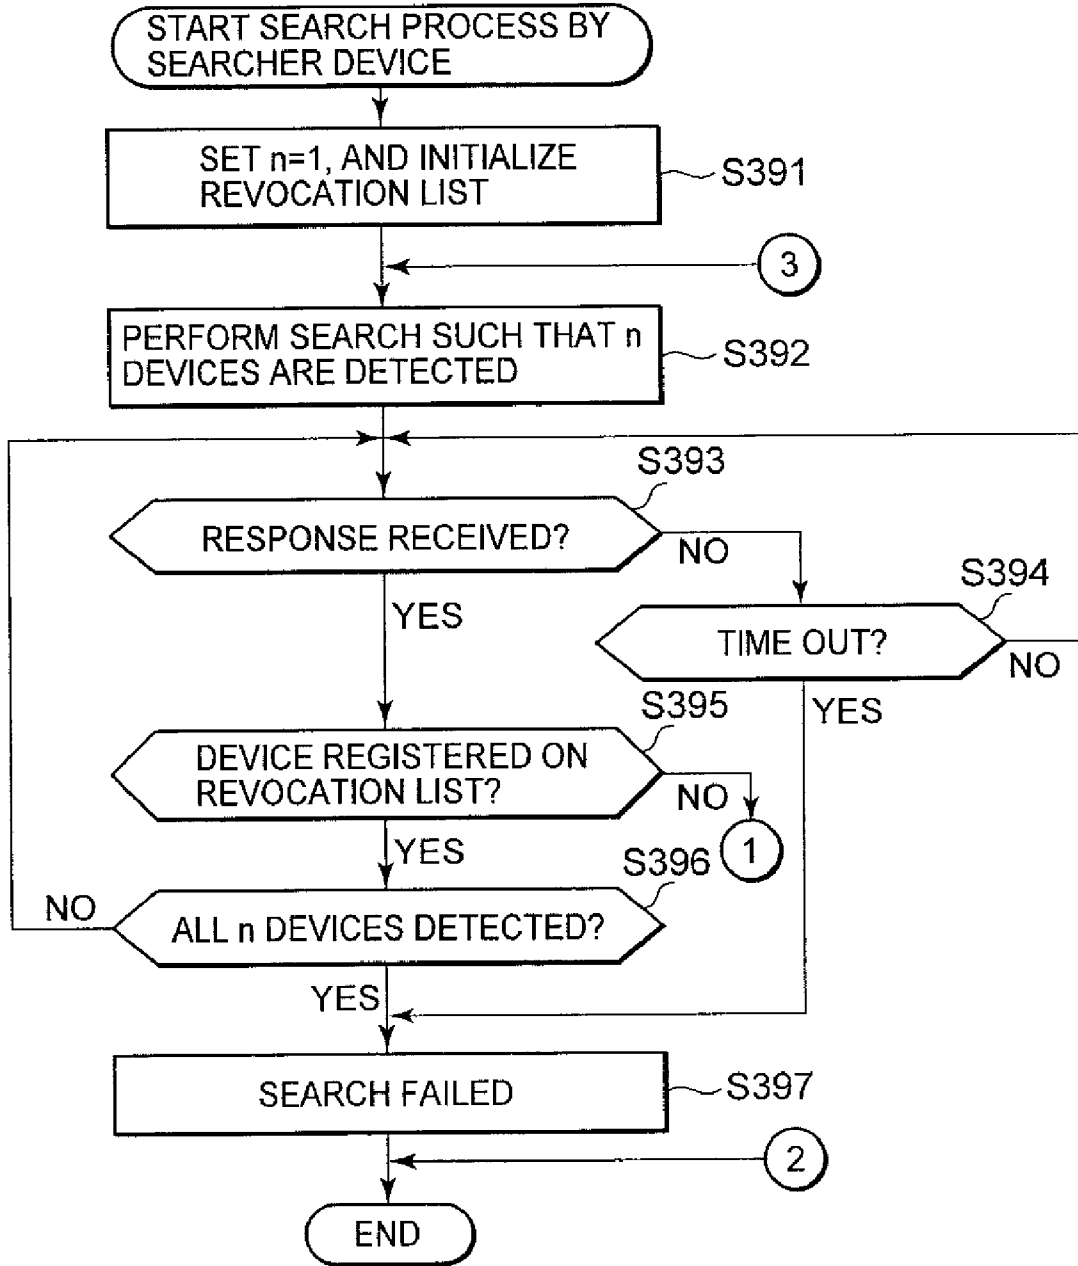 START SEARCH PROCESS BY
SEARCHER DEVICE
SET n=1, AND INITIALIZE
REVOCATION LIST
S391
3
PERFORM SEARCH SUCH THAT n
DEVICES ARE DETECTED
S392
S393
RESPONSE RECEIVED?
NO
S394
YES
TIME OUT?
NO
YES
S395
DEVICE REGISTERED ON
REVOCATION LIST?
NO
1
YES
S396
NO
ALL n DEVICES DETECTED?
YES
SEARCH FAILED
S397
2
END